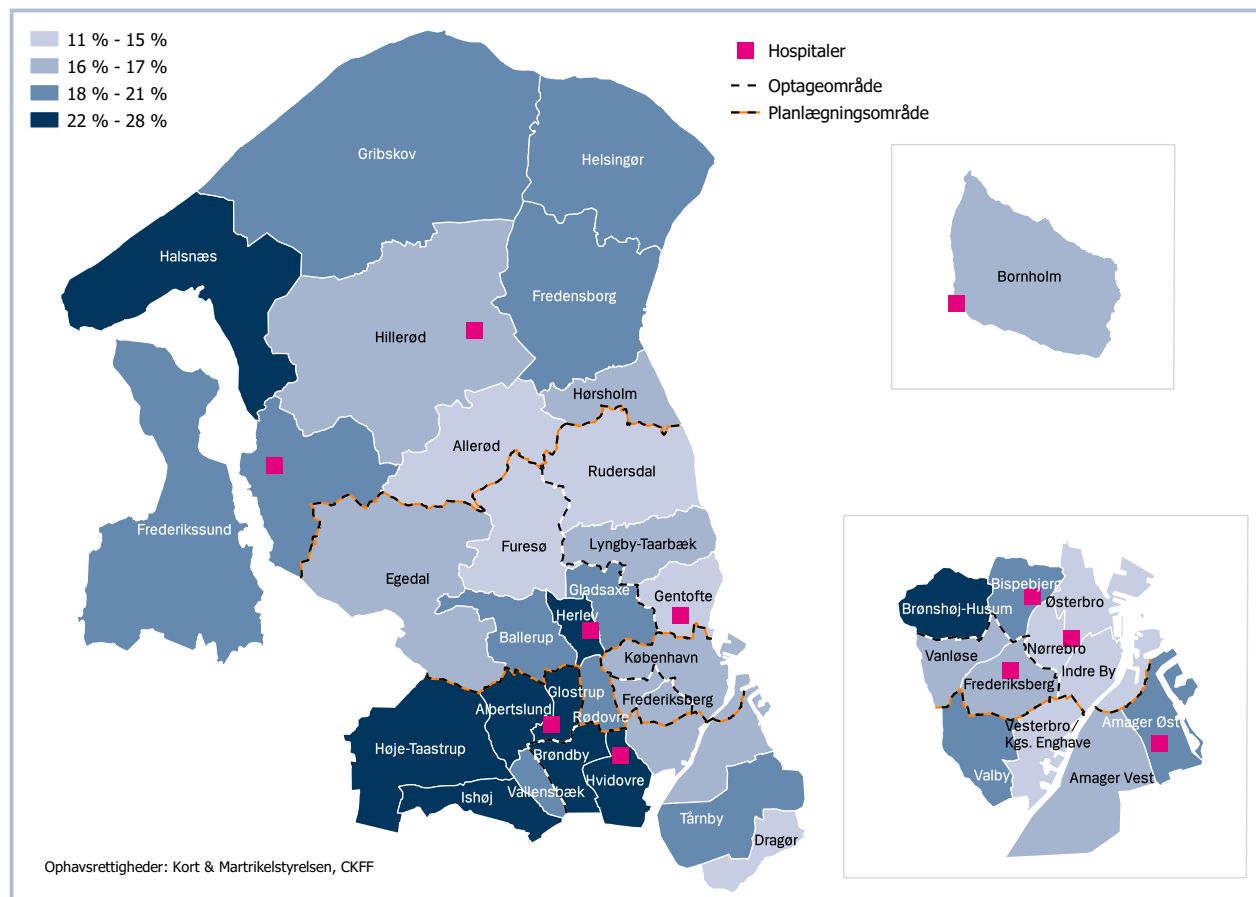 11 % - 15 %
16 % - 17 %
18 % - 21 %
22 % - 28 %
Hospitaler
Optageområde
Planlægningsområde
Gribskov
Helsingør
Halsnæs
Fredensborg
Hillerød
Hørsholm
Allerød
Rudersdal
Frederikssund
Furesø
Lyngby-Taarbæk
Egedal
Gladsaxe
Gentofte
Herlev
Ballerup
København
Glostrup
Frederiksberg
Albertslund
Rødovre
Høje-Taastrup
Brøndby
Hvidovre
Ishøj
Vallensbæk
Tårnby
Dragør
Bornholm
Bispebjerg
Brønshøj-Husum
Østerbro
Vanløse
Nørrebro
Indre By
Frederiksberg
Vesterbro
Kgs. Enghave
Amager Øst
Valby
Amager Vest
Ophavsrettigheder: Kort & Martrikelstyrelsen, CKFF